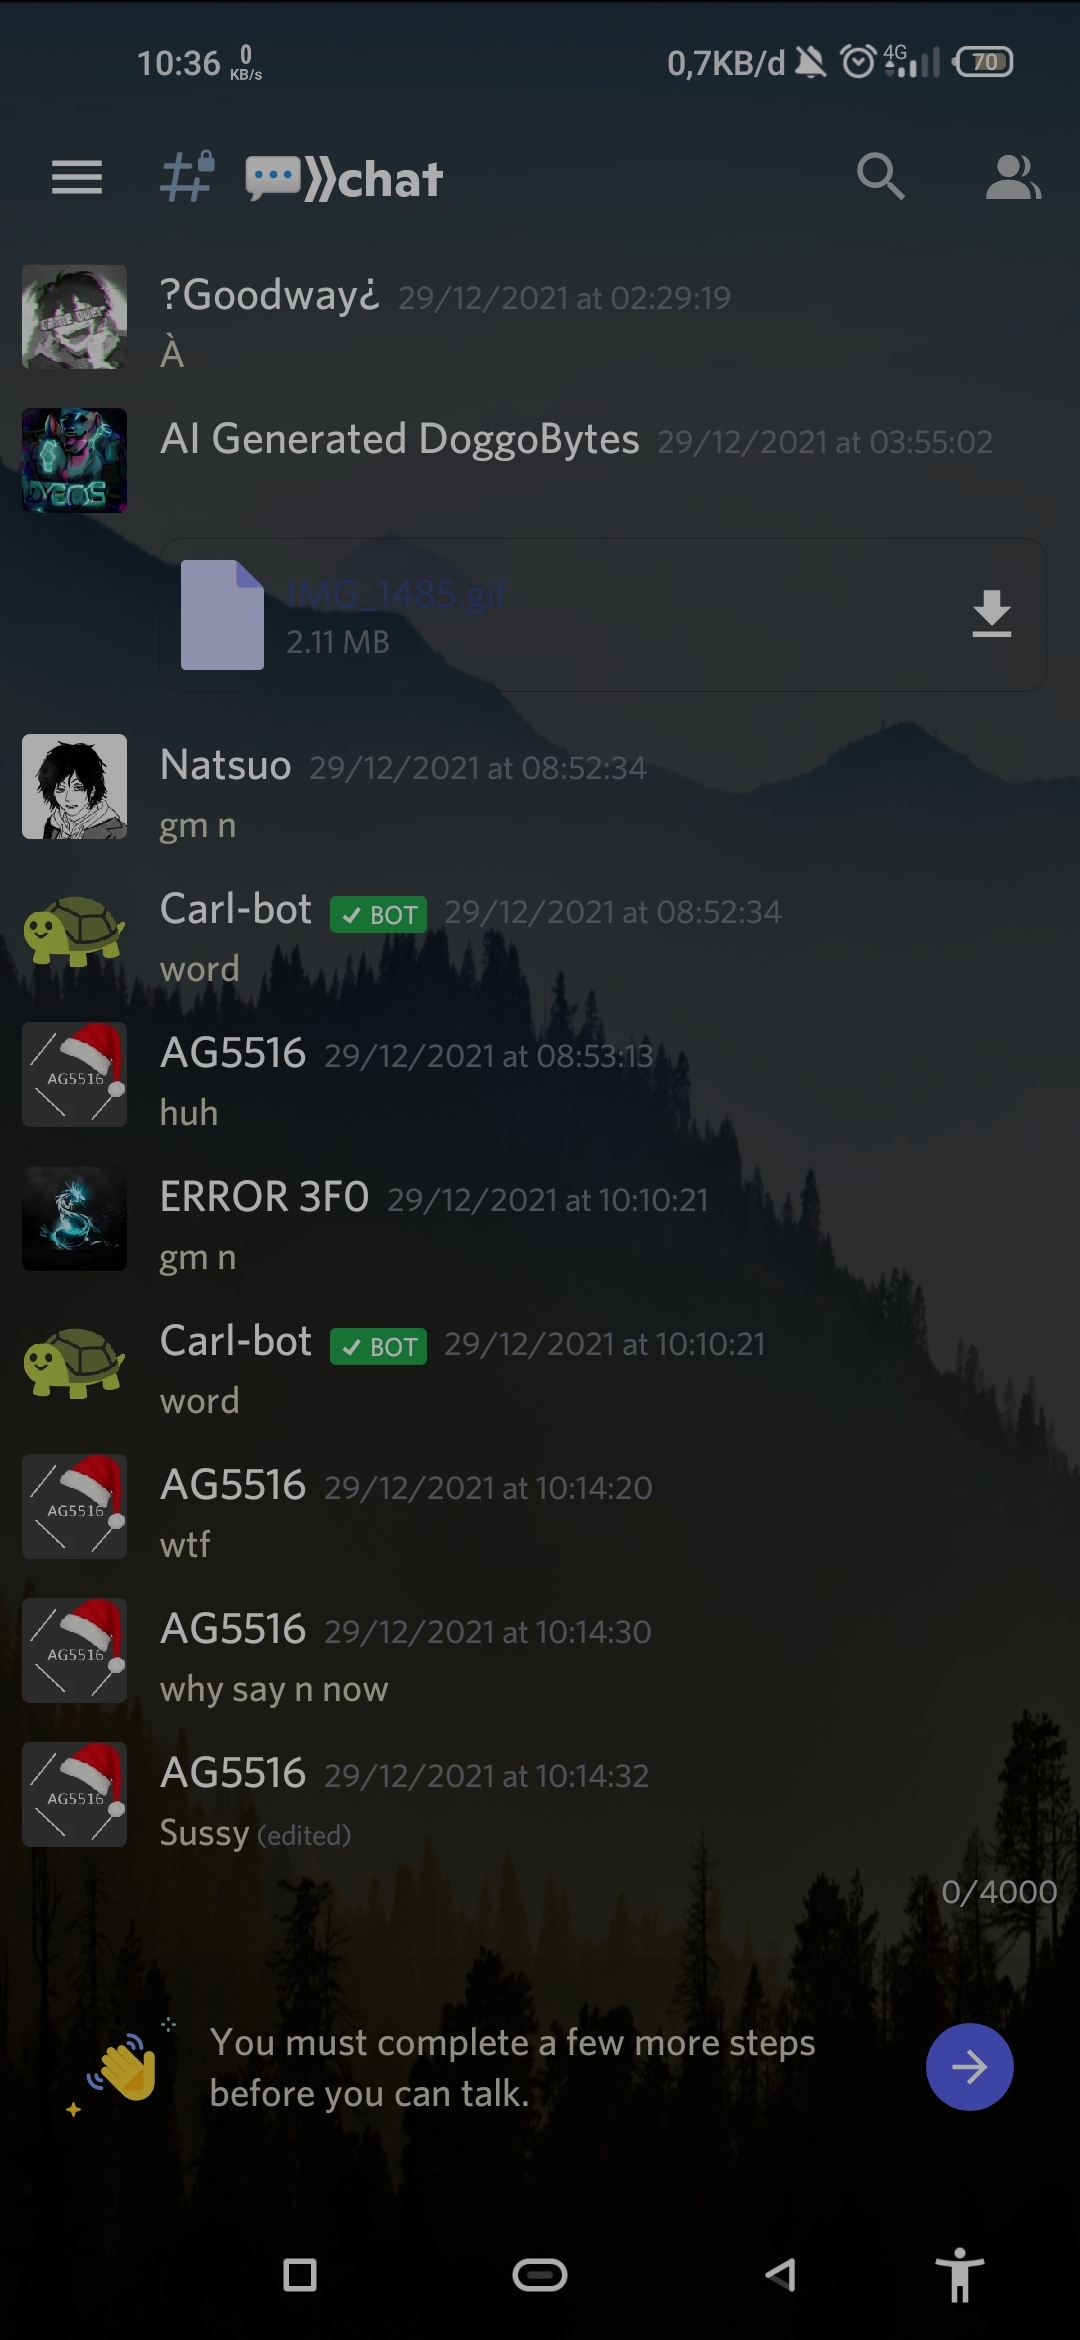 10:36 0 KB/s 0,7KB/d 4G 70
chat
?Goodway¿ 29/12/2021 at 02:29:19
À
AI Generated DoggoBytes 29/12/2021 at 03:55:02
IMG_1485.gif
2.11 MB
Natsuo 29/12/2021 at 08:52:34
gm n
Carl-bot BOT 29/12/2021 at 08:52:34
word
AG5516 AG5516 29/12/2021 at 08:53:13
huh
ERROR 3F0 29/12/2021 at 10:10:21
gm n
Carl-bot BOT 29/12/2021 at 10:10:21
word
AG5516 AG5516 29/12/2021 at 10:14:20
wtf
AG5516 AG5516 29/12/2021 at 10:14:30
why say n now
AG5516 AG5516 29/12/2021 at 10:14:32
Sussy (edited)
0/4000
You must complete a few more steps
before you can talk.